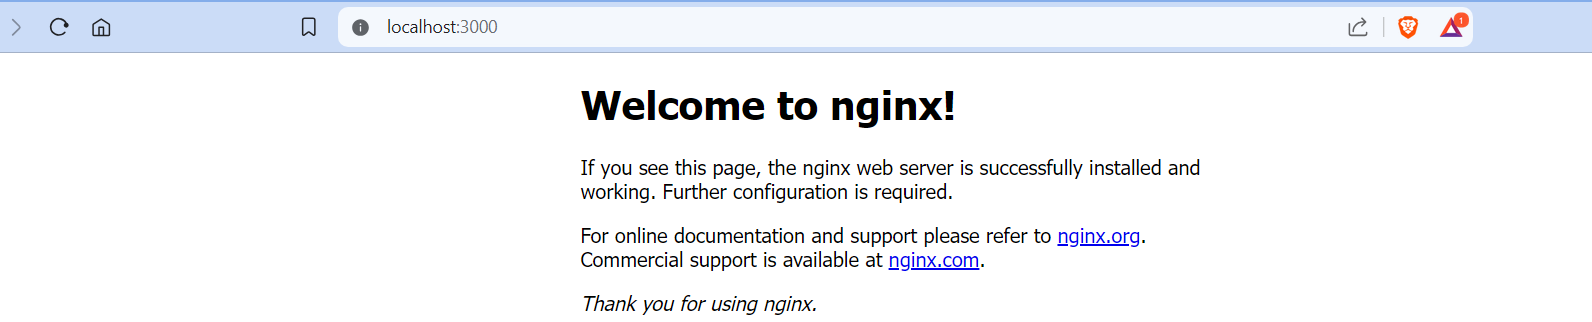 localhost:3000
1
Welcome to nginx!
If you see this page, the nginx web server is successfully installed and
working. Further configuration is required.
For online documentation and support please refer to nginx.org.
Commercial support is available at nginx.com.
Thank you for using nginx.